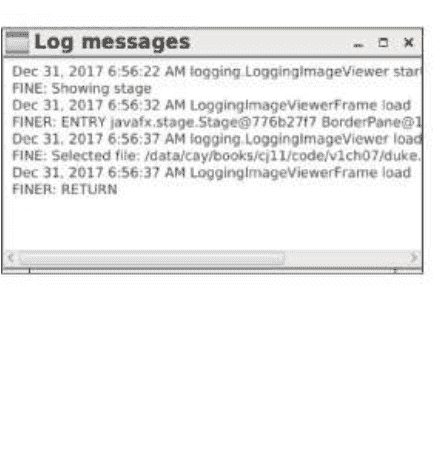 Log messages
Dec 31, 2017 6:56:22 AM logging.LoggingImageViewer star
FINE: Showing stage
Dec 31, 2017 6:56:32 AM LoggingImageViewerFrame load
FINER: ENTRY javafx.stage.Stage@776b27f7 BorderPane@1
Dec 31, 2017 6:56:37 AM logging.LoggingImageViewer load
FINE: Selected file: /data/cay/books/cj11/code/v1ch07/duke.
Dec 31, 2017 6:56:37 AM LoggingImageViewerFrame load
FINER: RETURN